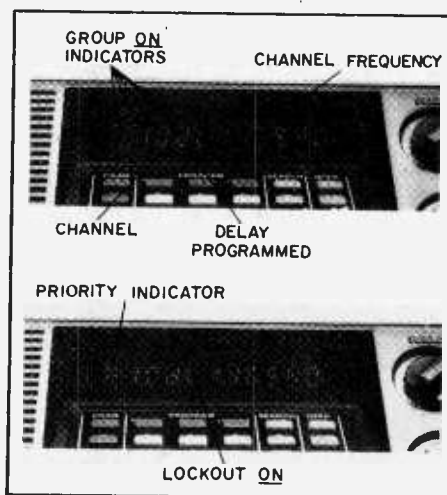 GROUP ON
INDICATORS
CHANNEL FREQUENCY
CHANNEL
DELAY
PROGRAMMED
PRIORITY INDICATOR
LOCKOUT ON